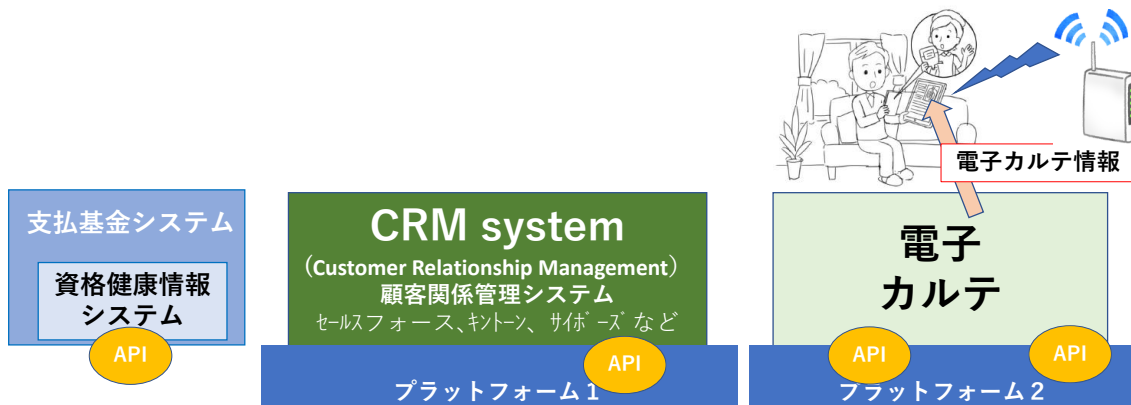 電子カルテ情報
支払基金システム
資格健康情報
システム
API
CRM system
（Customer Relationship Management）
顧客関係管理システム
ｾｰﾙｽフォース、ｷﾝﾄｰﾝ、 ｻｲﾎﾞｰｽﾞなど
API
プラットフォーム１
電子
カルテ
API
API
プラットフォーム２